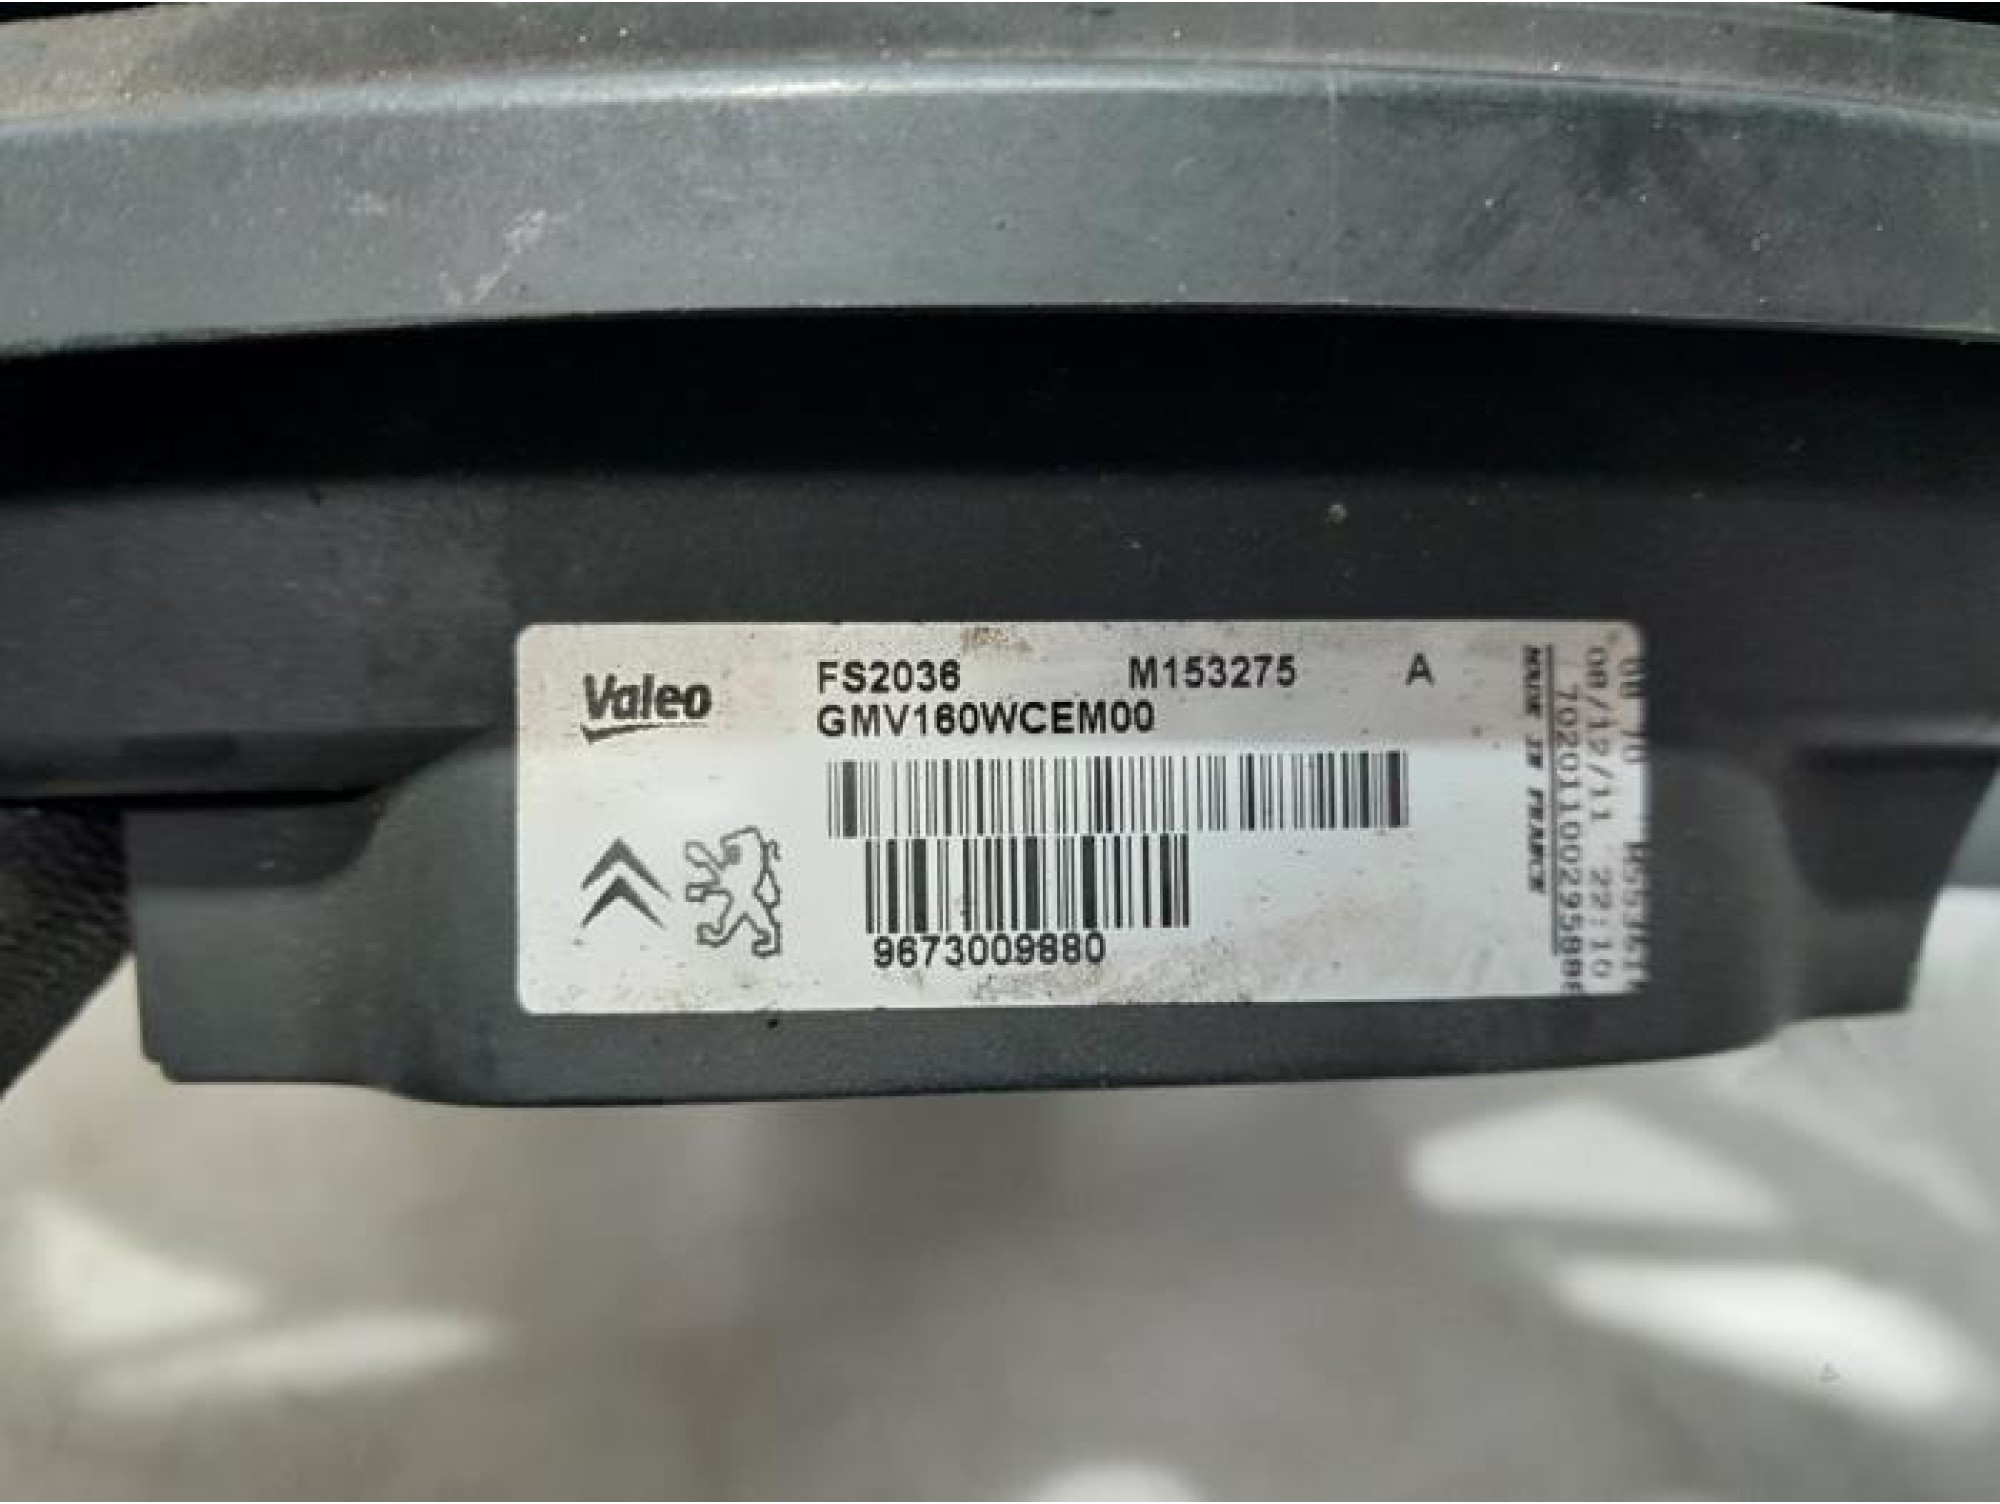 Valeo
FS2036 M153275 A
GMV160WCEM00
9673009880
MADE IN FRANCE
08/12/11 22:10